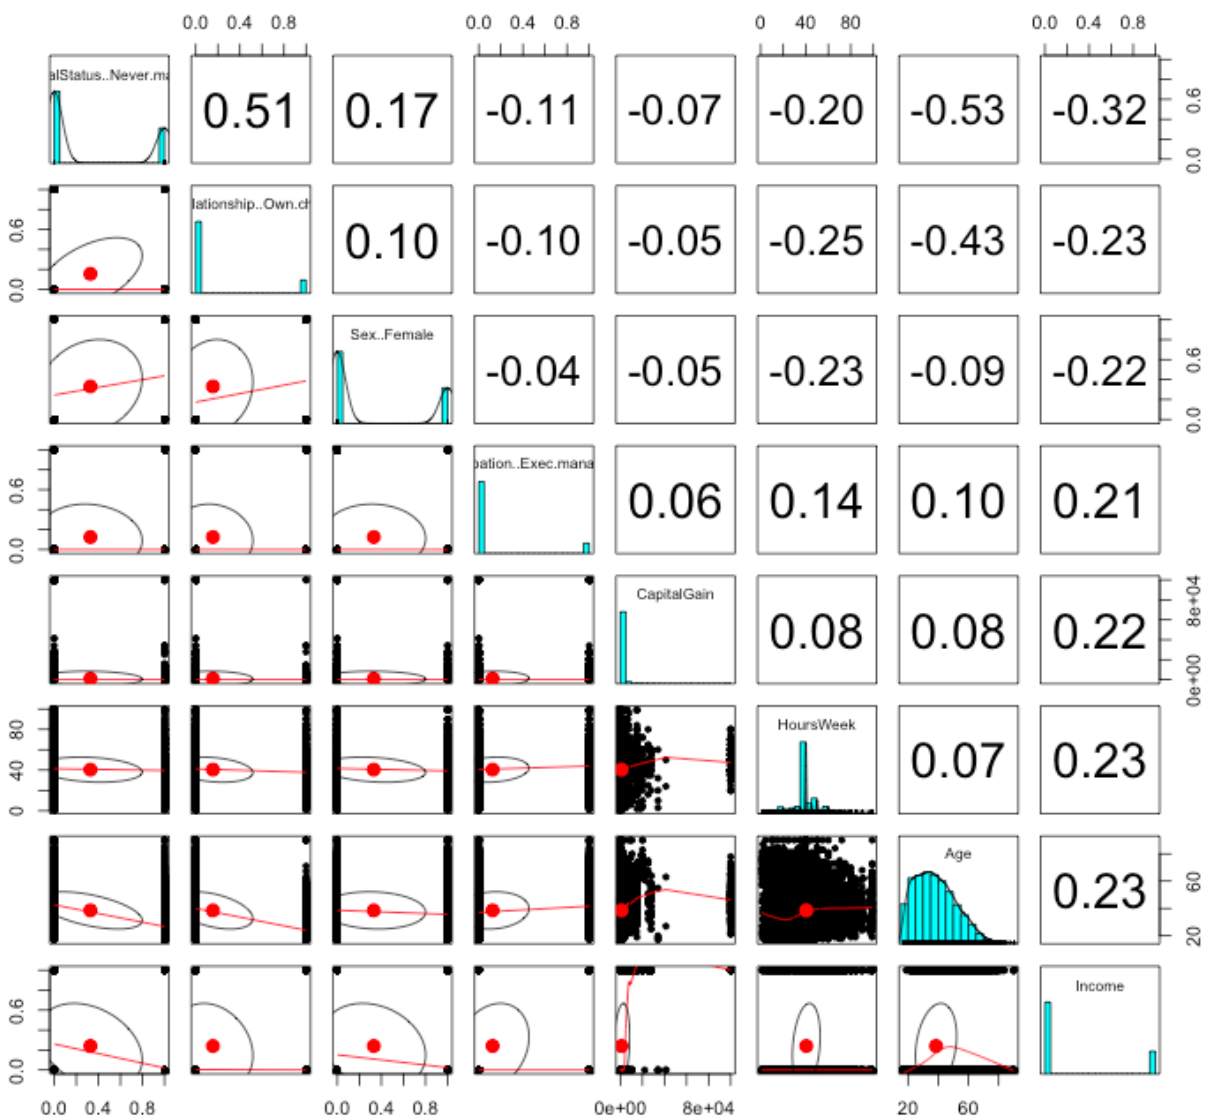 0.0 0.4 0.8 0.0 0.4 0.8 0 40 80 0.0 0.4 0.8
alStatus..Never.ma 0.51 0.17 -0.11 -0.07 -0.20 -0.53 -0.32 0.0 0.6
0.0 0.6 lationship..Own.ch 0.10 -0.10 -0.05 -0.25 -0.43 -0.23
Sex..Female -0.04 -0.05 -0.23 -0.09 -0.22 0.0 0.6
0.0 0.6 pation..Exec.mana 0.06 0.14 0.10 0.21
CapitalGain 0.08 0.08 0.22 0e+00 8e+04
0 40 80 HoursWeek 0.07 0.23
Age 0.23 20 60
0.0 0.6 Income
0.0 0.4 0.8 0.0 0.4 0.8 0e+00 8e+04 20 60